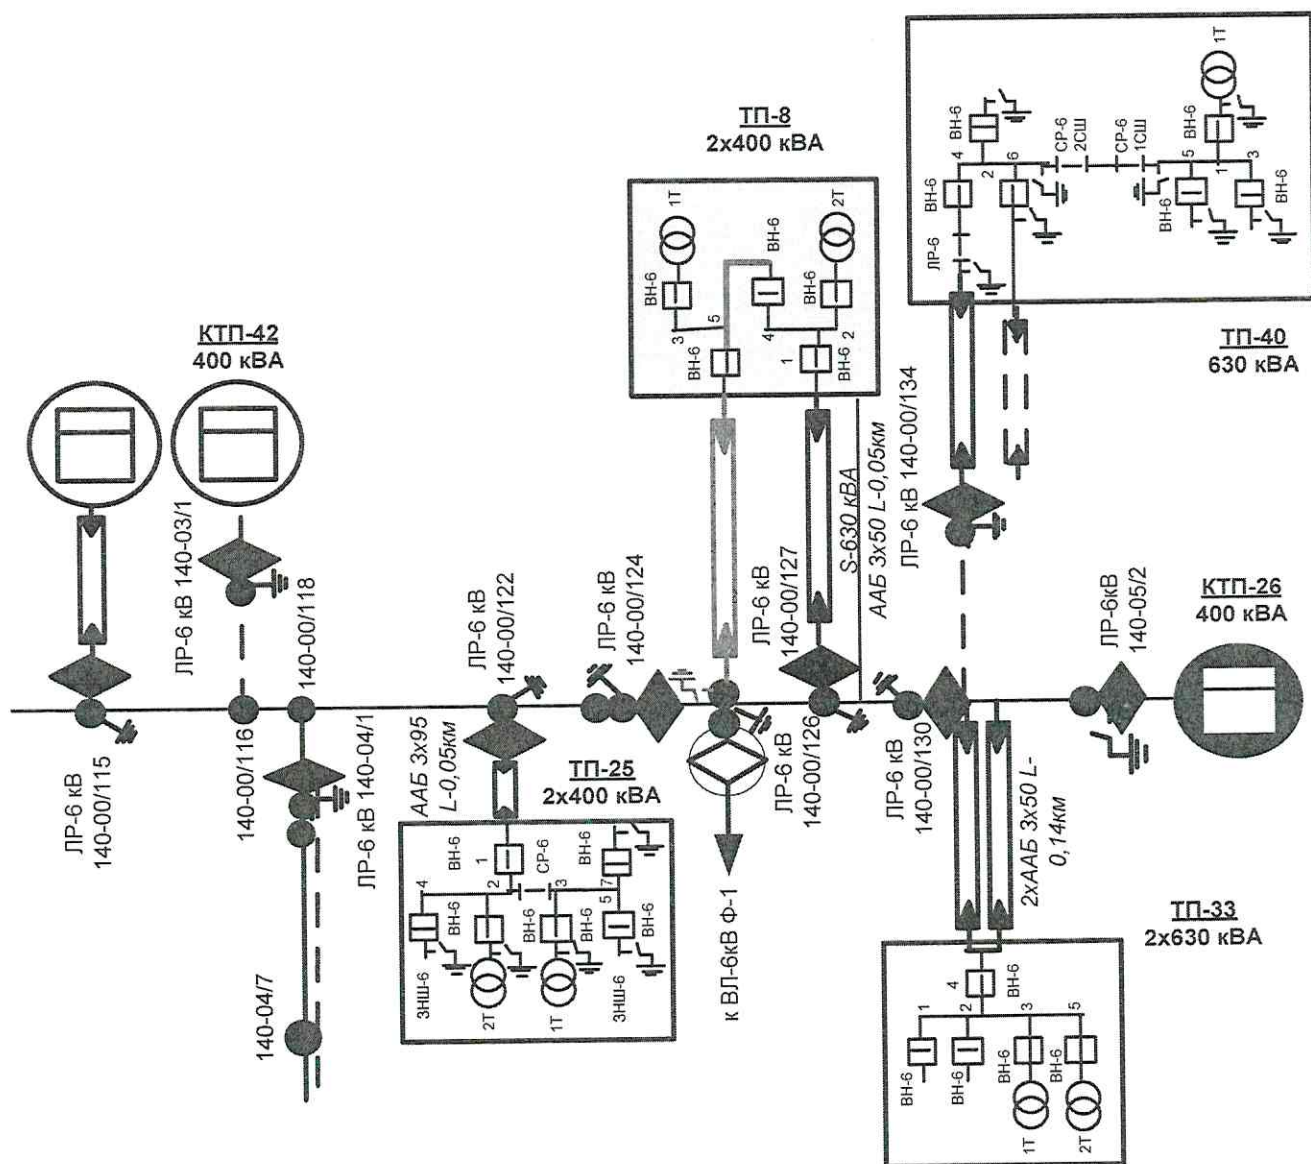 ТП-40
630 кВА
1Т
ВН-6
4
2
6
ВН-6
СР-6
2СШ
СР-6
1СШ
ВН-6
5
1
3
ВН-6
ВН-6
ЛР-6
ТП-8
2х400 кВА
1Т
ВН-6
3
5
ВН-6
ВН-6
4
2Т
ВН-6
2
1
ВН-6
КТП-42
400 кВА
ЛР-6 кВ 140-03/1
140-00/118
ЛР-6 кВ
140-00/122
ЛР-6 кВ
140-00/124
ЛР-6 кВ
140-00/127
S-630 кВА
ААБ 3х50 L-0,05км
ЛР-6 кВ 140-00/134
ЛР-6кВ
140-05/2
КТП-26
400 кВА
ЛР-6 кВ
140-00/115
140-00/116
ЛР-6 кВ 140-04/1
ААБ 3х95
L-0,05км
ТП-25
2х400 кВА
ЛР-6 кВ
140-00/126
ЛР-6 кВ
140-00/130
2хААБ 3х50 L-
0,14км
к ВЛ-6кВ Ф-1
140-04/7
ВН-6
1
СР-6
ВН-6
4
2
3
7
5
ВН-6
ВН-6
ВН-6
ВН-6
ЗНШ-6
2Т
1Т
ЗНШ-6
ТП-33
2х630 кВА
4
ВН-6
1
2
3
5
ВН-6
ВН-6
ВН-6
ВН-6
1Т
2Т